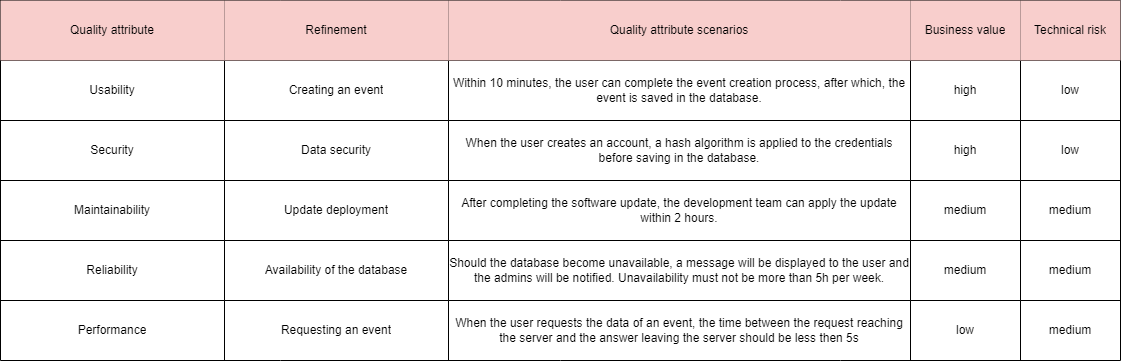 Quality attribute
Refinement
Quality attribute scenarios
Business value
Technical risk
Usability
Creating an event
Within 10 minutes, the user can complete the event creation process, after which, the
event is saved in the database.
high
low
Security
Data security
When the user creates an account, a hash algorithm is applied to the credentials
before saving in the database.
high
low
Maintainability
Update deployment
After completing the software update, the development team can apply the update
within 2 hours.
medium
medium
Reliability
Availability of the database
Should the database become unavailable, a message will be displayed to the user and
the admins will be notified. Unavailability must not be more than 5h per week.
medium
medium
Performance
Requesting an event
When the user requests the data of an event, the time between the request reaching
the server and the answer leaving the server should be less then 5s
low
medium